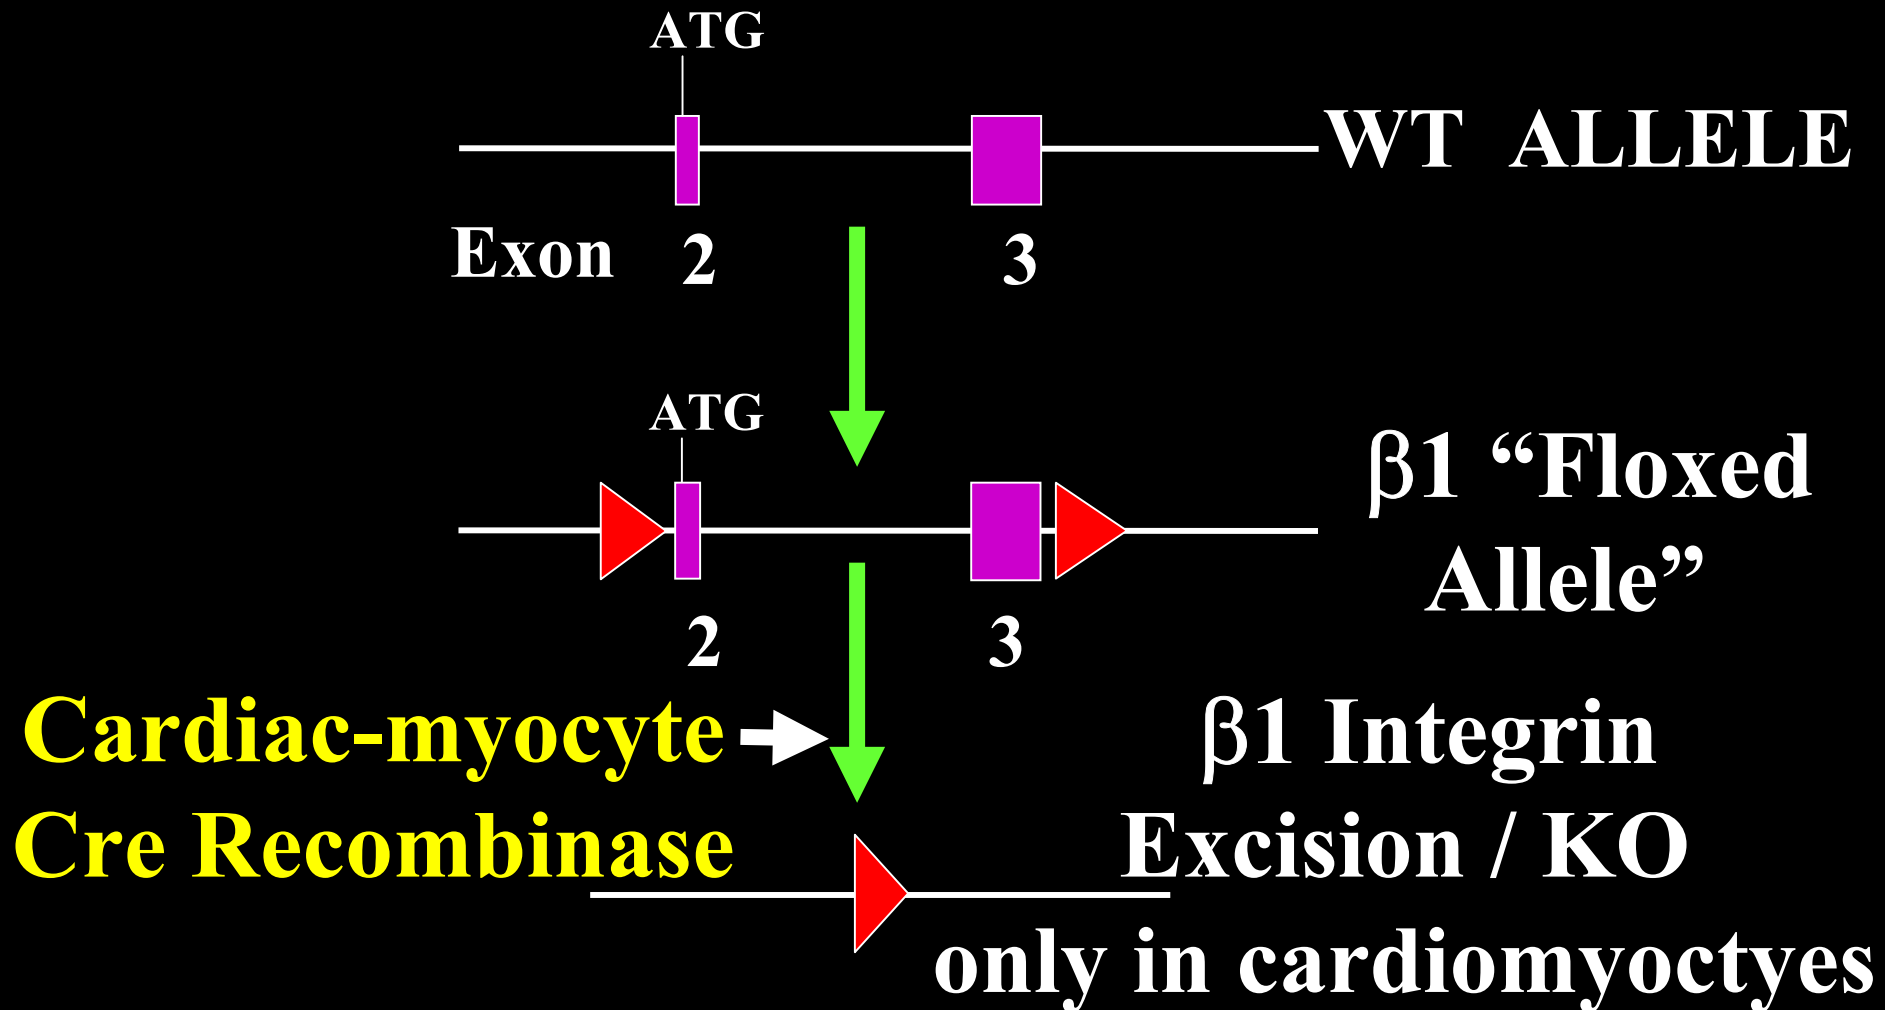 ATG
WT ALLELE
Exon 2 3
ATG
β1 “Floxed
Allele”
2 3
Cardiac-myocyte
Cre Recombinase
β1 Integrin
Excision / KO
only in cardiomyoctyes